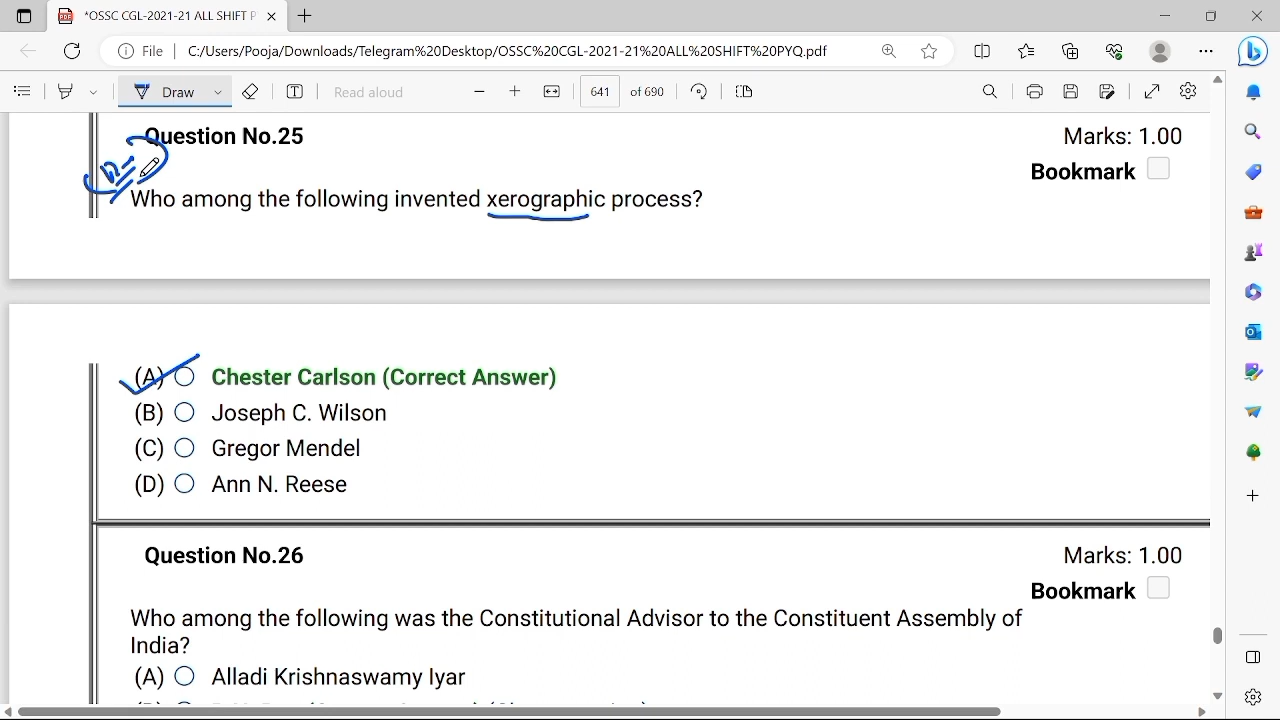 *OSSC CGL-2021-21 ALL SHIFT P
File | C:/Users/Pooja/Downloads/Telegram%20Desktop/OSSC%20CGL-2021-21%20ALL%20SHIFT%20PYQ.pdf
Draw Read aloud 641 of 690
Question No.25 Marks: 1.00
Bookmark
Who among the following invented xerographic process?
(A) Chester Carlson (Correct Answer)
(B) Joseph C. Wilson
(C) Gregor Mendel
(D) Ann N. Reese
Question No.26 Marks: 1.00
Bookmark
Who among the following was the Constitutional Advisor to the Constituent Assembly of
India?
(A) Alladi Krishnaswamy Iyar